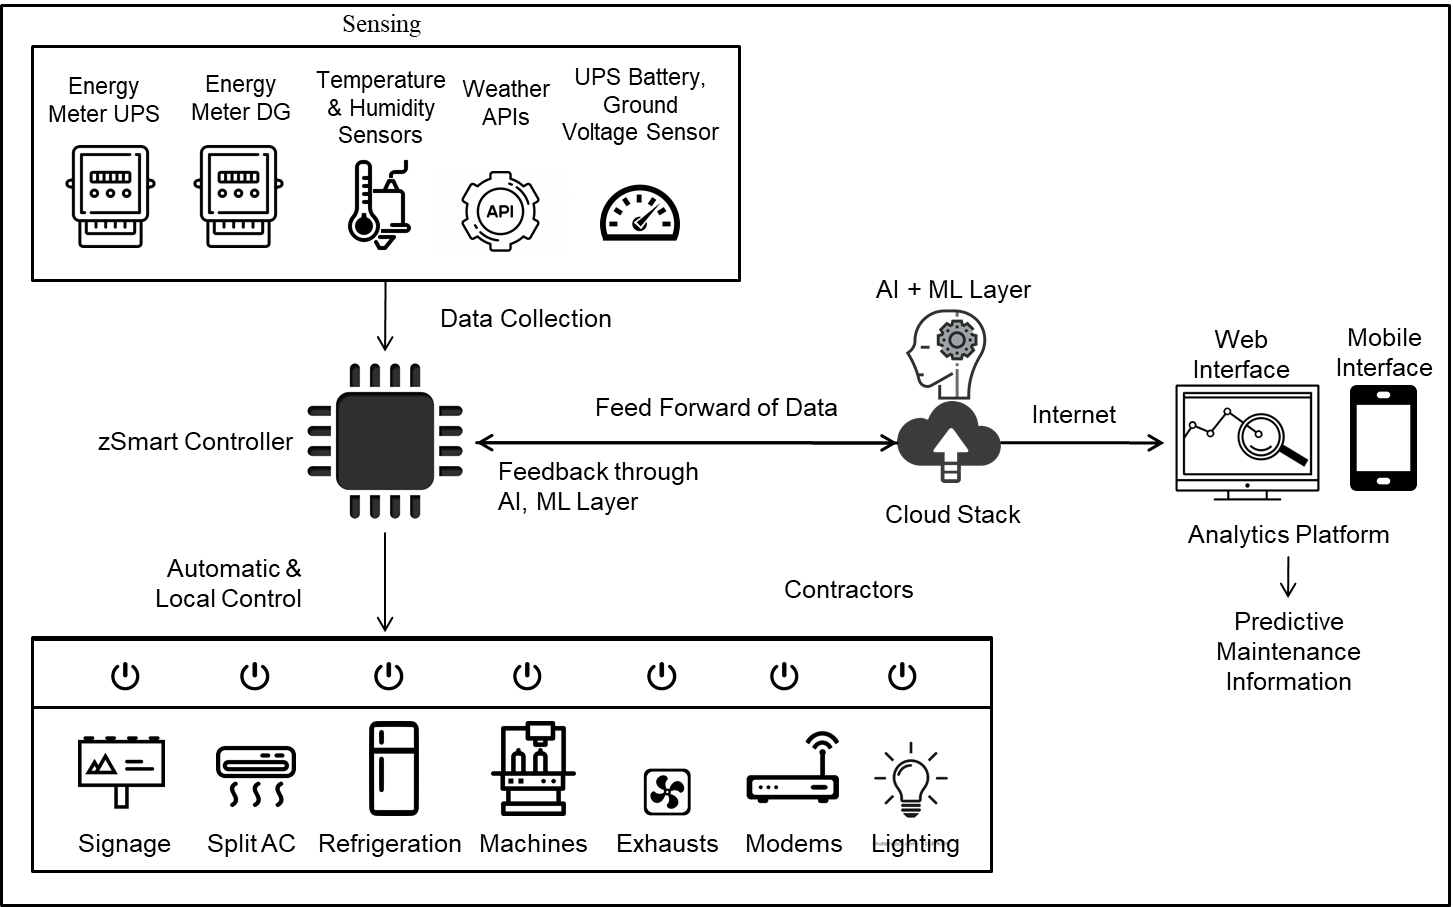 Sensing
Energy
Meter UPS
Energy
Meter DG
Temperature
& Humidity
Sensors
Weather
APIs
UPS Battery,
Ground
Voltage Sensor
API
Data Collection
AI + ML Layer
Web
Interface
Mobile
Interface
zSmart Controller
Feed Forward of Data
Feedback through
AI, ML Layer
Internet
Cloud Stack
Analytics Platform
Predictive
Maintenance
Information
Automatic &
Local Control
Contractors
Signage
Split AC
Refrigeration
Machines
Exhausts
Modems
Lighting